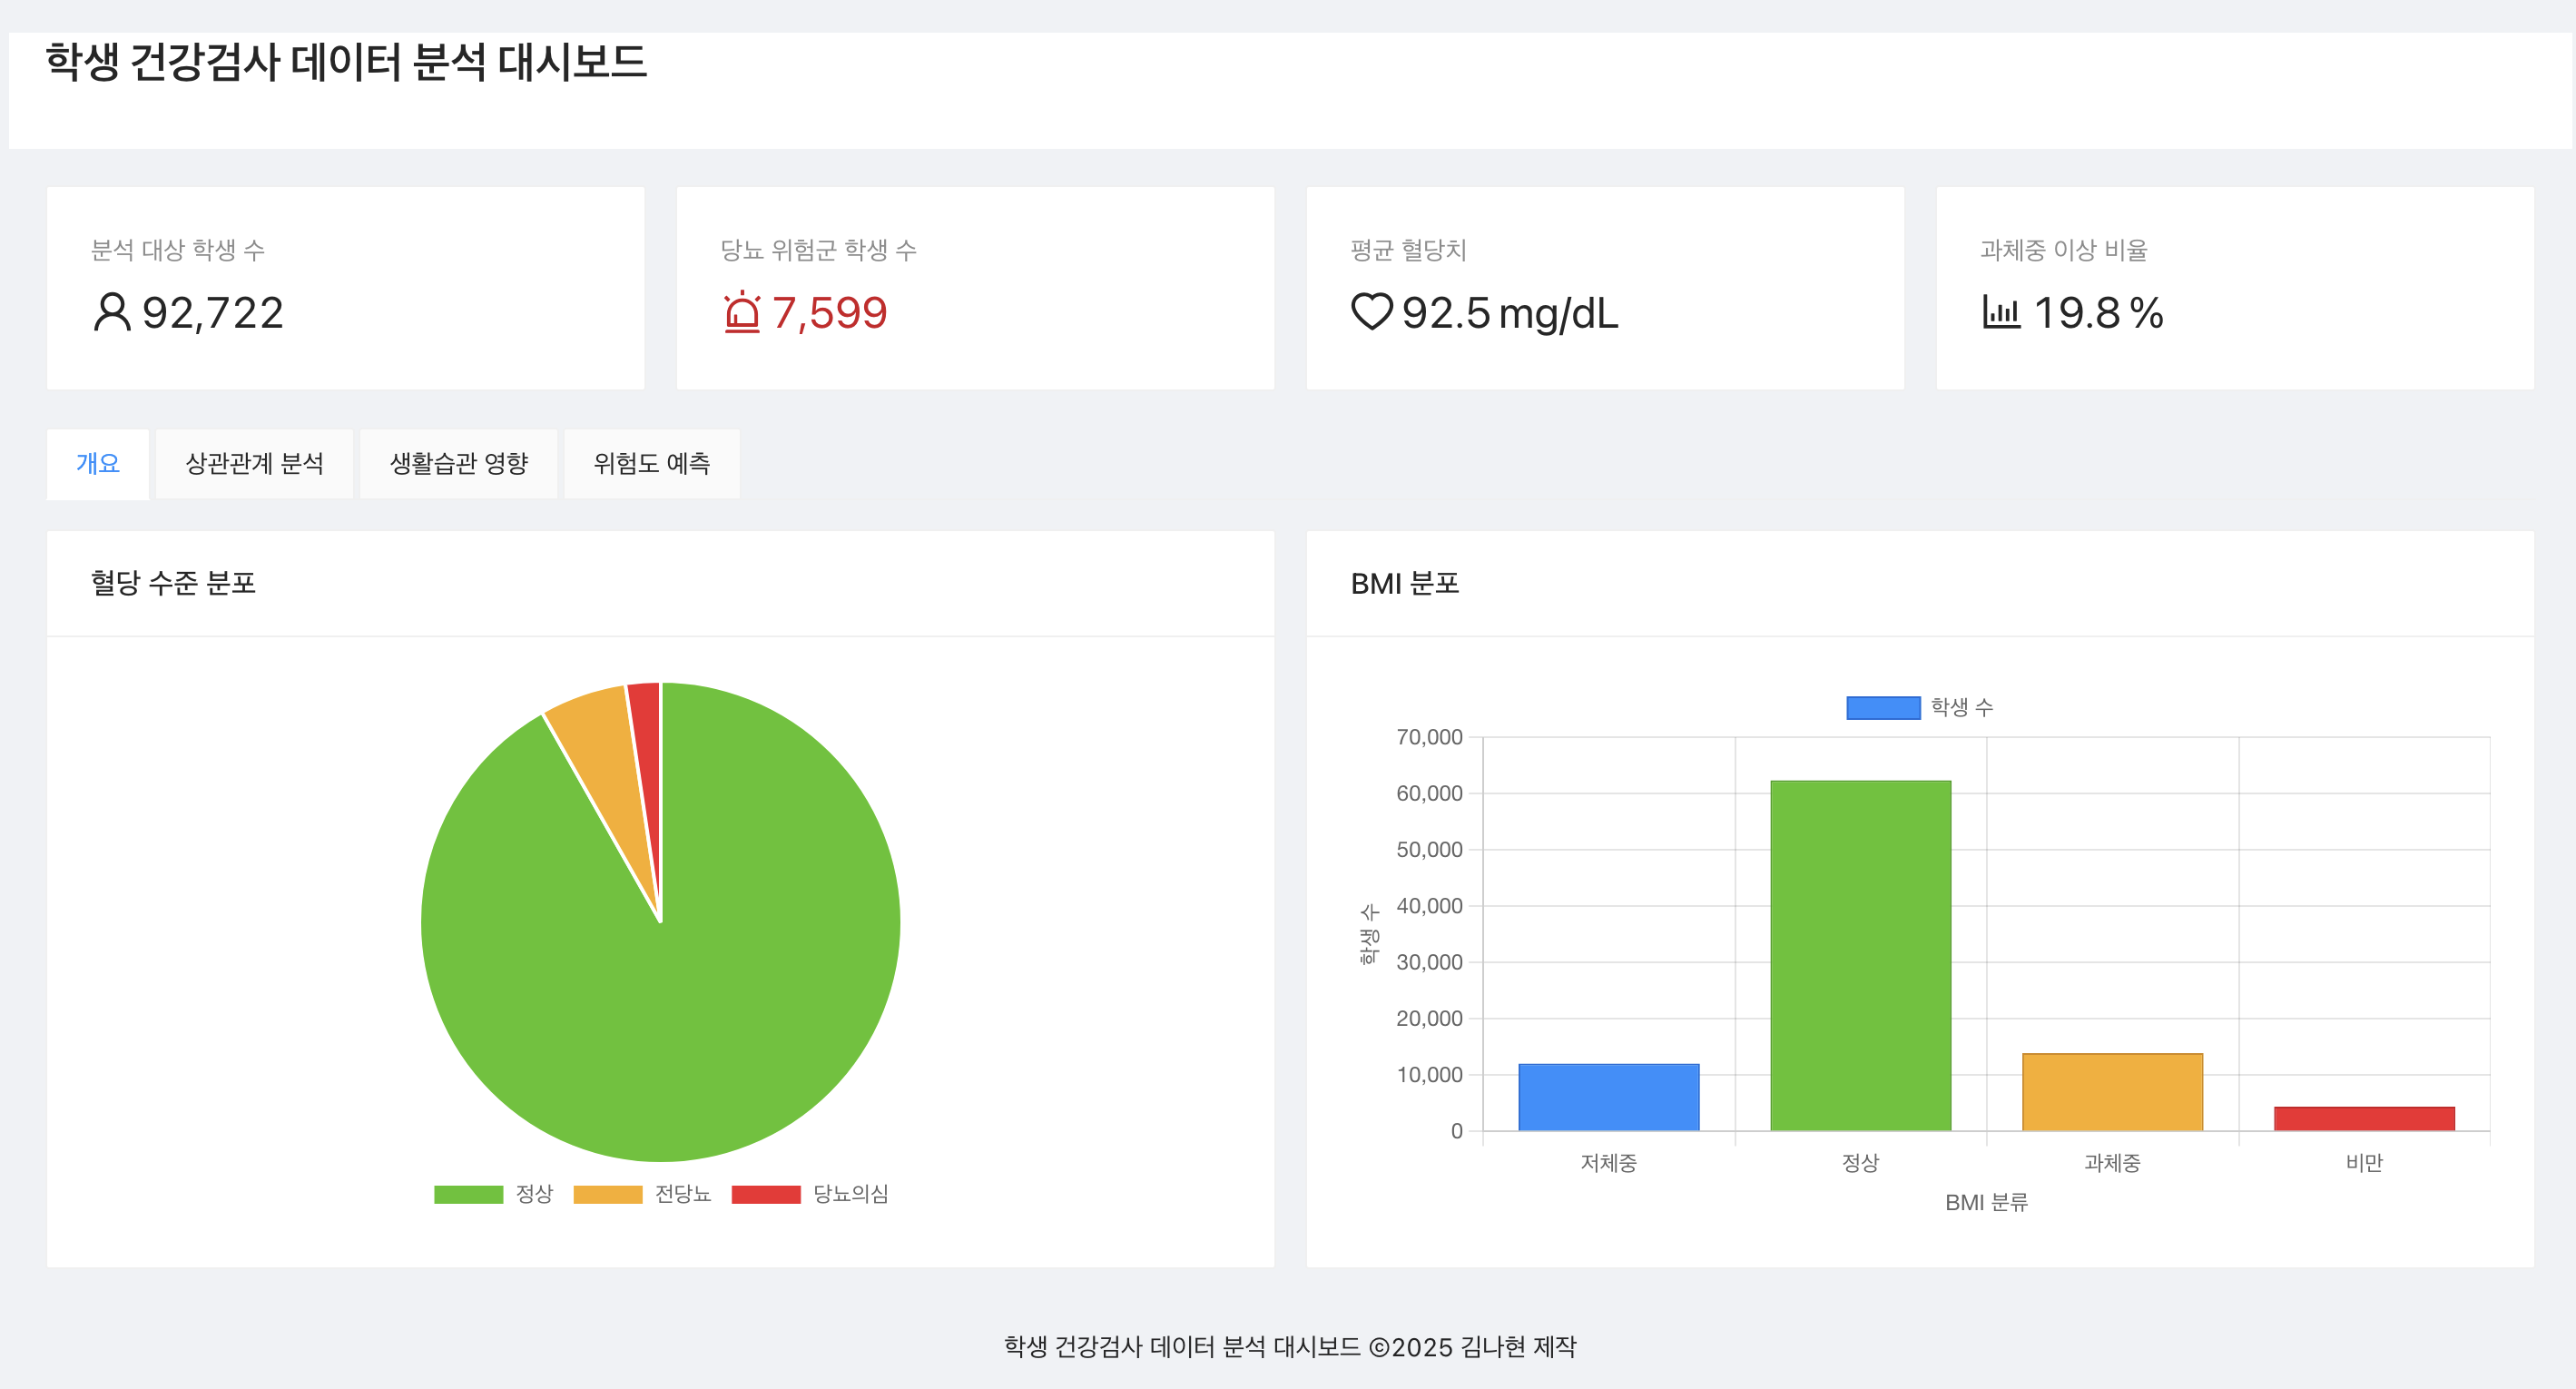 학생 건강검사 데이터 분석 대시보드
분석 대상 학생 수
92,722
당뇨 위험군 학생 수
7,599
평균 혈당치
92.5 mg/dL
과체중 이상 비율
19.8 %
개요
상관관계 분석
생활습관 영향
위험도 예측
혈당 수준 분포
정상
전당뇨
당뇨의심
BMI 분포
학생 수
70,000
60,000
50,000
40,000
30,000
20,000
10,000
0
학생 수
저체중
정상
과체중
비만
BMI 분류
학생 건강검사 데이터 분석 대시보드 ©2025 김나현 제작